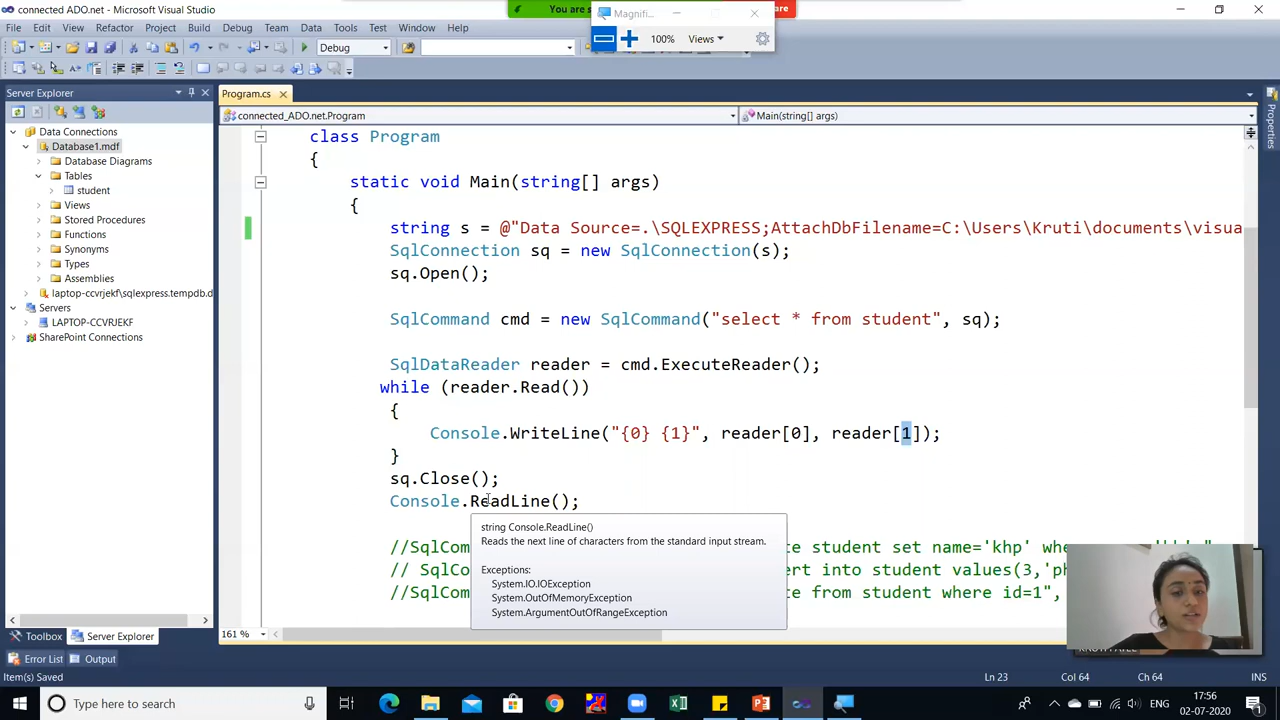 connected ADO.net - Microsoft Visual Studio
You are s
Magnif...
are
File Edit View Refactor Project Build Debug Team Data Tools Test Window Help
100% Views
Debug
Server Explorer
Program.cs
connected_ADO.net.Program
Main(string[] args)
Properties
Data Connections
Database1.mdf
Database Diagrams
Tables
student
Views
Stored Procedures
Functions
Synonyms
Types
Assemblies
laptop-ccvrjekf\sqlexpress.tempdb.d
Servers
LAPTOP-CCVRJEKF
SharePoint Connections
class Program
{
static void Main(string[] args)
{
string s = @"Data Source=.\SQLEXPRESS;AttachDbFilename=C:\Users\Kruti\documents\visua
SqlConnection sq = new SqlConnection(s);
sq.Open();
SqlCommand cmd = new SqlCommand("select * from student", sq);
SqlDataReader reader = cmd.ExecuteReader();
while (reader.Read())
{
Console.WriteLine("{0} {1}", reader[0], reader[1]);
}
sq.Close();
Console.ReadLine();
string Console.ReadLine()
Reads the next line of characters from the standard input stream.
Exceptions:
System.IO.IOException
System.OutOfMemoryException
System.ArgumentOutOfRangeException
//SqlCom te student set name='khp' whe
// SqlCo ert into student values(3,'ph
//SqlCom te from student where id=1",
161 %
Toolbox Server Explorer
Error List Output
Item(s) Saved
Ln 23 Col 64 Ch 64 INS
Type here to search
ENG
17:56
02-07-2020